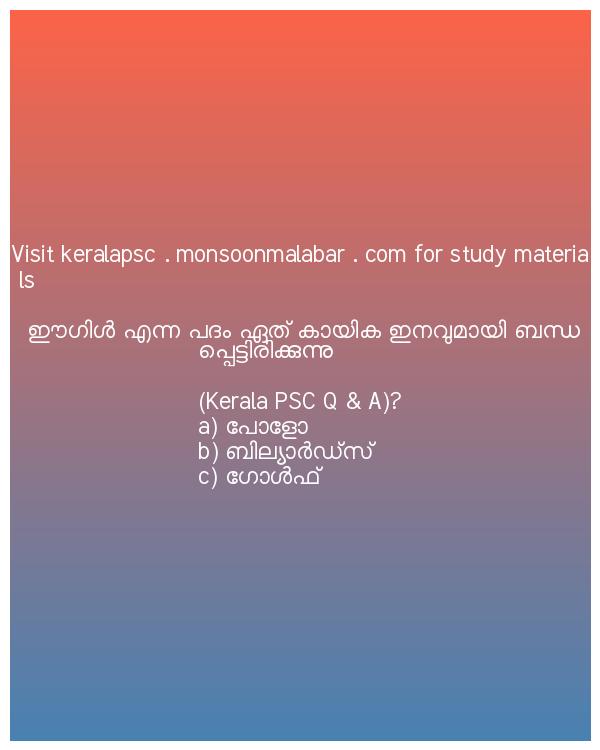 Visit keralapsc . monsoonmalabar . com for study materia
ls
ഈഗിൾ എന്ന പദം ഏത് കായിക ഇനവുമായി ബന്ധ
പ്പെട്ടിരിക്കുന്നു
(Kerala PSC Q & A)?
a) പോളോ
b) ബില്യാർഡ്സ്
c) ഗോൾഫ്